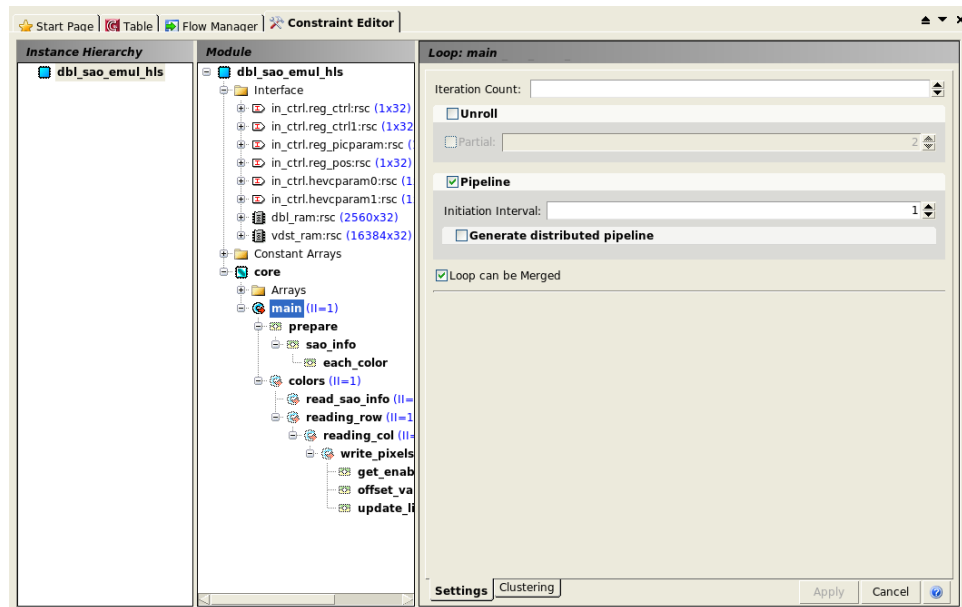 Start Page Table Flow Manager Constraint Editor
Instance Hierarchy
dbl_sao_emul_hls
Module
dbl_sao_emul_hls
Interface
in_ctrl.reg_ctrl:rsc (1x32)
in_ctrl.reg_ctrl1:rsc (1x32
in_ctrl.reg_picparam:rsc (
in_ctrl.reg_pos:rsc (1x32)
in_ctrl.hevcparam0:rsc (1
in_ctrl.hevcparam1:rsc (1
dbl_ram:rsc (2560x32)
vdst_ram:rsc (16384x32)
Constant Arrays
core
Arrays
main (II=1)
prepare
sao_info
each_color
colors (II=1)
read_sao_info (II=
reading_row (II=1
reading_col (II=
write_pixels
get_enab
offset_va
update_li
Loop: main
Iteration Count:
Unroll
Partial: 2
Pipeline
Initiation Interval: 1
Generate distributed pipeline
Loop can be Merged
Settings Clustering Apply Cancel